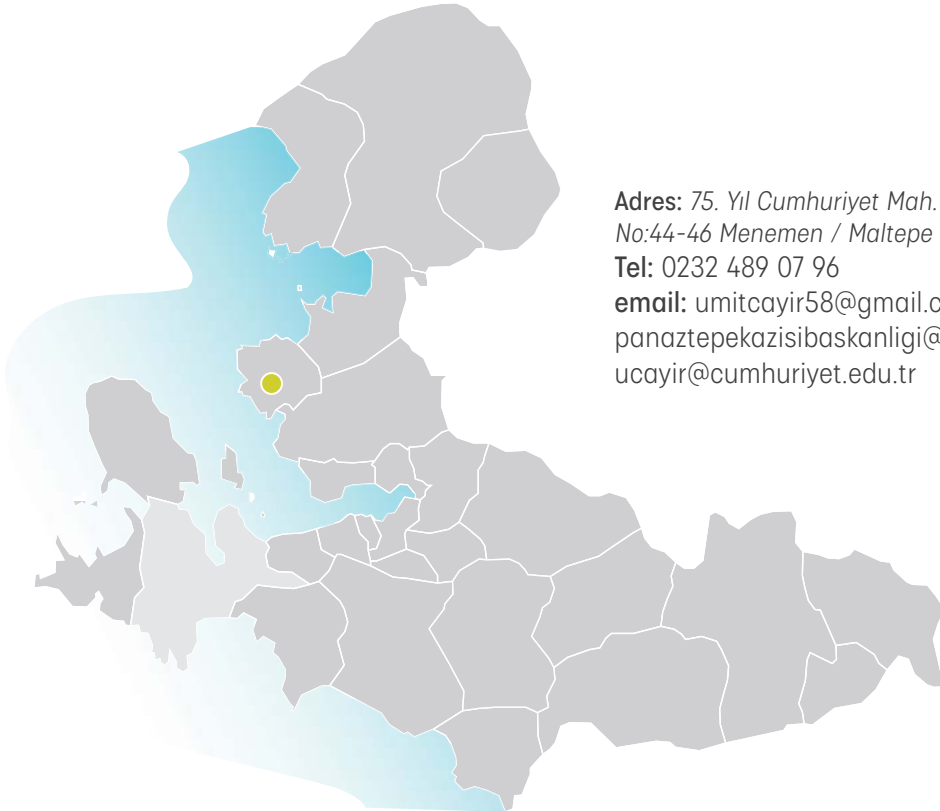 Adres: 75. Yıl Cumhuriyet Mah.
No:44-46 Menemen / Maltepe
Tel: 0232 489 07 96
email: umitcayir58@gmail.c
panaztepekazisibaskanligi@
ucayir@cumhuriyet.edu.tr